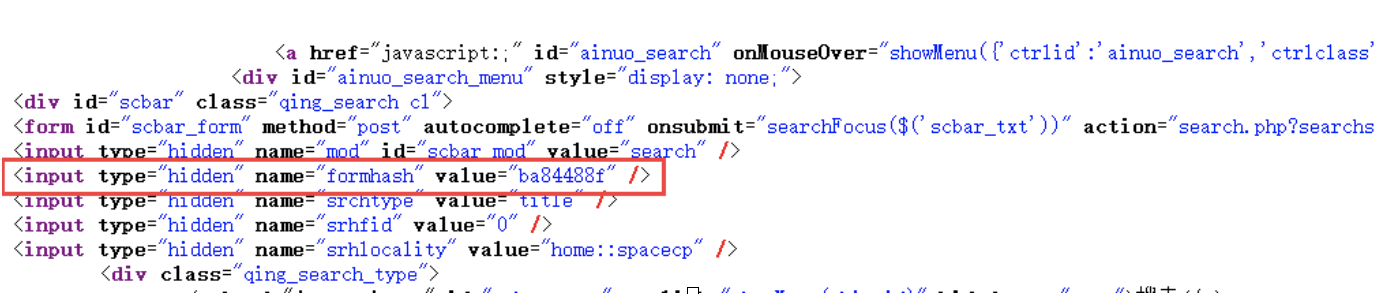 <a href="javascript:;" id="ainuo_search" onMouseOver="showMenu({'ctrlid':'ainuo_search','ctrlclass'
<div id="ainuo_search_menu" style="display: none;">
<div id="scbar" class="qing_search cl">
<form id="scbar_form" method="post" autocomplete="off" onsubmit="searchFocus($('scbar_txt'))" action="search.php?searchs
<input type="hidden" name="mod" id="scbar_mod" value="search" />
<input type="hidden" name="formhash" value="ba84488f" />
<input type="hidden" name="srchtype" value="title" />
<input type="hidden" name="srhfid" value="0" />
<input type="hidden" name="srhlocality" value="home::spacecp" />
<div class="qing_search_type">